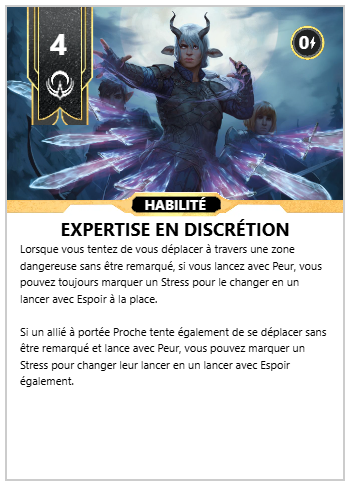 4
0
HABILITÉ
EXPERTISE EN DISCRÉTION
Lorsque vous tentez de vous déplacer à travers une zone
dangereuse sans être remarqué, si vous lancez avec Peur, vous
pouvez toujours marquer un Stress pour le changer en un
lancer avec Espoir à la place.
Si un allié à portée Proche tente également de se déplacer sans
être remarqué et lance avec Peur, vous pouvez marquer un
Stress pour changer leur lancer en un lancer avec Espoir
également.